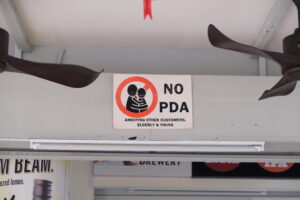 NO
PDA
ANNOYING OTHER CUSTOMERS,
ELDERLY & YOUNG
M BEAM.
BREWERY